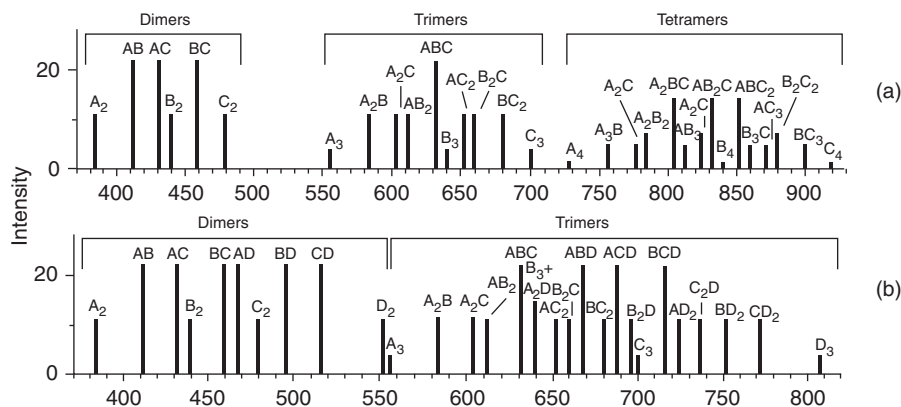 Dimers Trimers Tetramers
AB AC BC ABC
20 A₂C AC₂ B₂C A₂C A₂BC AB₂C ABC₂ B₂C₂ (a)
A₂ B₂ C₂ A₂B AB₂ BC₂ A₂C AC₃
A₃ B₃ C₃ A₃B A₂B₂ AB₃ B₃C BC₃
A₄ B₄ C₄
0
400 450 500 550 600 650 700 750 800 850 900
Intensity
Dimers Trimers
AB AC BC AD BD CD ABC ABD ACD BCD
20 AB₂ B₃+ C₂D (b)
A₂ B₂ C₂ D₂ A₂B A₂C A₂D B₂C AC₂ BC₂ B₂D AD₂ BD₂ CD₂
A₃ C₃ D₃
0
400 450 500 550 600 650 700 750 800